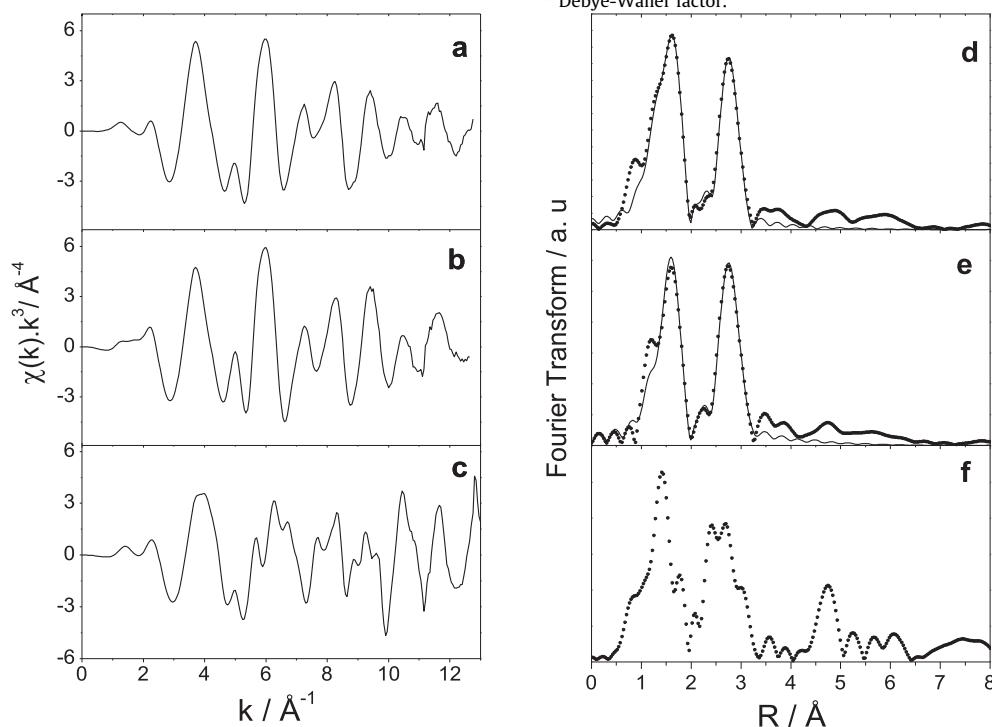 Debye-Waller factor.
6
3
0
-3
a
6
3
0
-3
b
6
3
0
-3
-6
c
0 2 4 6 8 10 12
k / Å⁻¹
χ(k).k³/ Å⁻⁴
d
e
f
0 1 2 3 4 5 6 7 8
R / Å
Fourier Transform / a. u